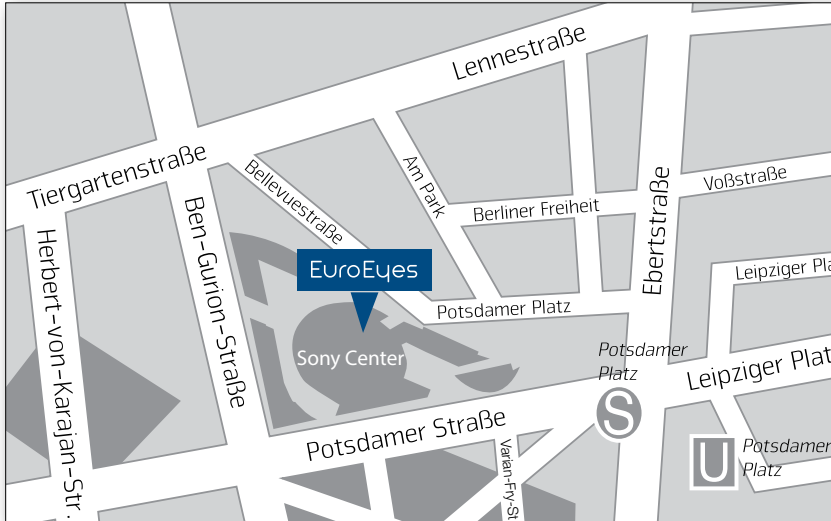 Lennestraße
Tiergartenstraße
Bellevuestraße
Am Park
Berliner Freiheit
Voßstraße
Ebertstraße
Ben-Gurion-Straße
Herbert-von-Karajan-Str.
EuroEyes
Leipziger Pla
Potsdamer Platz
Sony Center
Potsdamer
Platz
Leipziger Plat
S
Potsdamer Straße
Varian-Fry-St
U
Potsdamer
Platz